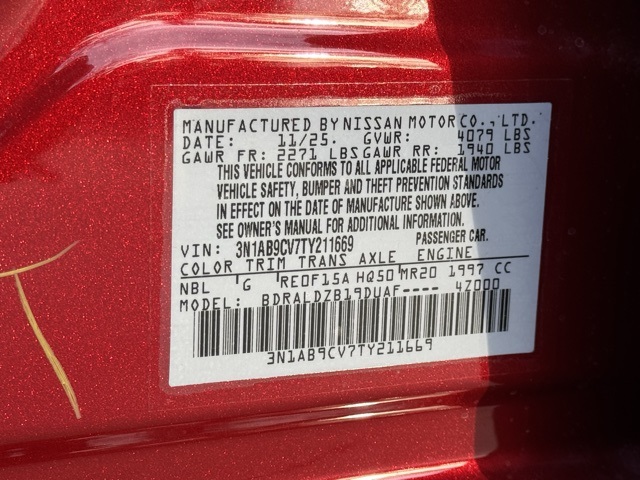 MANUFACTURED BY NISSAN MOTOR CO., LTD.
DATE: 11/25. GVWR: 4079 LBS
GAWR FR: 2271 LBS GAWR RR: 1940 LBS
THIS VEHICLE CONFORMS TO ALL APPLICABLE FEDERAL MOTOR
VEHICLE SAFETY, BUMPER AND THEFT PREVENTION STANDARDS
IN EFFECT ON THE DATE OF MANUFACTURE SHOWN ABOVE.
SEE OWNER'S MANUAL FOR ADDITIONAL INFORMATION.
VIN: 3N1AB9CV7TY211669 PASSENGER CAR.
COLOR TRIM TRANS AXLE ENGINE
NBL G RE0F15A HQ50 MR20 1997 CC
MODEL: BDRALDZB19DUAF---- 4Z000
3N1AB9CV7TY211669